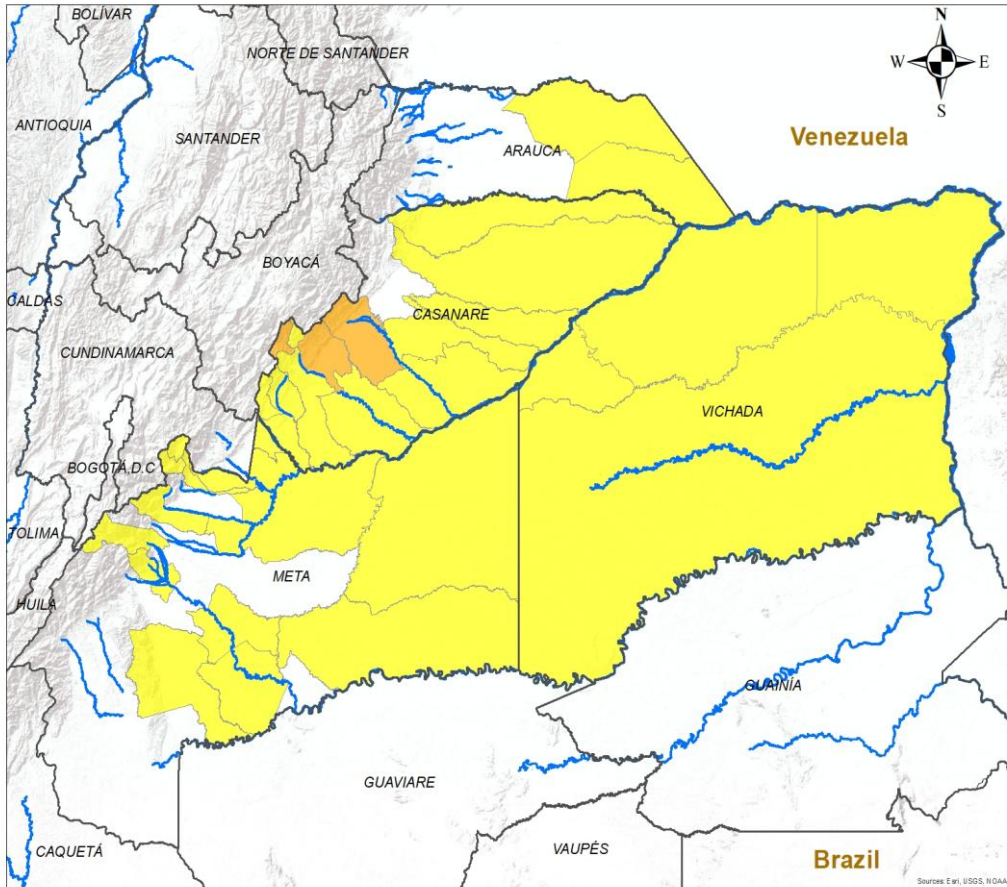 BOLÍVAR
N
NORTE DE SANTANDER
W E
S
ANTIOQUIA
SANTANDER
Venezuela
ARAUCA
BOYACÁ
CALDAS
CASANARE
CUNDINAMARCA
VICHADA
BOGOTÁ D.C
TOLIMA
META
HUILA
GUAINÍA
GUAVIARE
VAUPÉS
CAQUETÁ
Brazil
Sources: Esri, USGS, NOAA